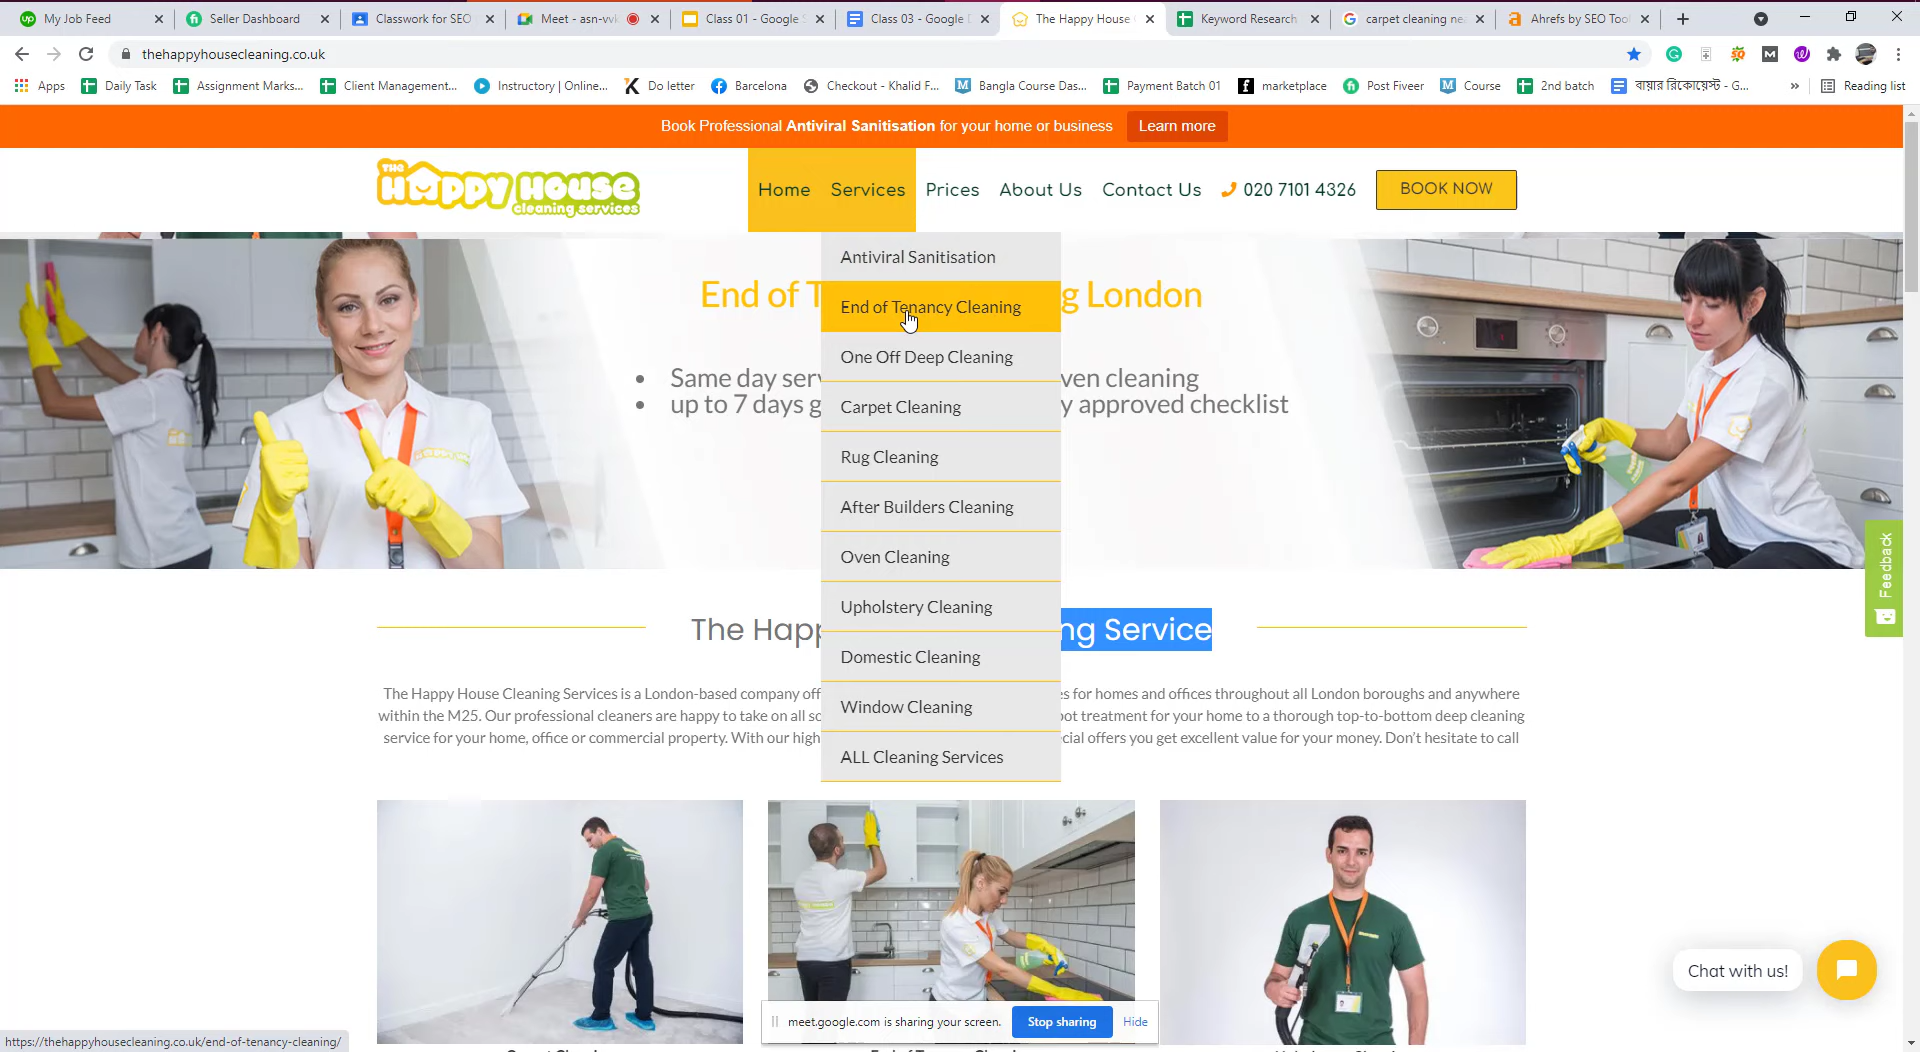 My Job Feed
Seller Dashboard
Classwork for SEO
Meet - asn-vvk
Class 01 - Google S
Class 03 - Google D
The Happy House
Keyword Research
carpet cleaning ne
Ahrefs by SEO Tool
thehappyhousecleaning.co.uk
Apps
Daily Task
Assignment Marks...
Client Management...
Instructory | Online...
Do letter
Barcelona
Checkout - Khalid F...
Bangla Course Das...
Payment Batch 01
marketplace
Post Fiveer
Course
2nd batch
বায়ার রিকোয়েস্ট - G...
Reading list
Book Professional Antiviral Sanitisation for your home or business
Learn more
THE HAPPY HOUSE
cleaning services
Home
Services
Prices
About Us
Contact Us
020 7101 4326
BOOK NOW
Antiviral Sanitisation
End of Tenancy Cleaning
One Off Deep Cleaning
Carpet Cleaning
Rug Cleaning
After Builders Cleaning
Oven Cleaning
Upholstery Cleaning
Domestic Cleaning
Window Cleaning
ALL Cleaning Services
End of T g London
• Same day serv ven cleaning
• up to 7 days g y approved checklist
Feedback
The Happ ng Service
The Happy House Cleaning Services is a London-based company off es for homes and offices throughout all London boroughs and anywhere
within the M25. Our professional cleaners are happy to take on all so pot treatment for your home to a thorough top-to-bottom deep cleaning
service for your home, office or commercial property. With our high cial offers you get excellent value for your money. Don't hesitate to call
Chat with us!
meet.google.com is sharing your screen.
Stop sharing
Hide
https://thehappyhousecleaning.co.uk/end-of-tenancy-cleaning/